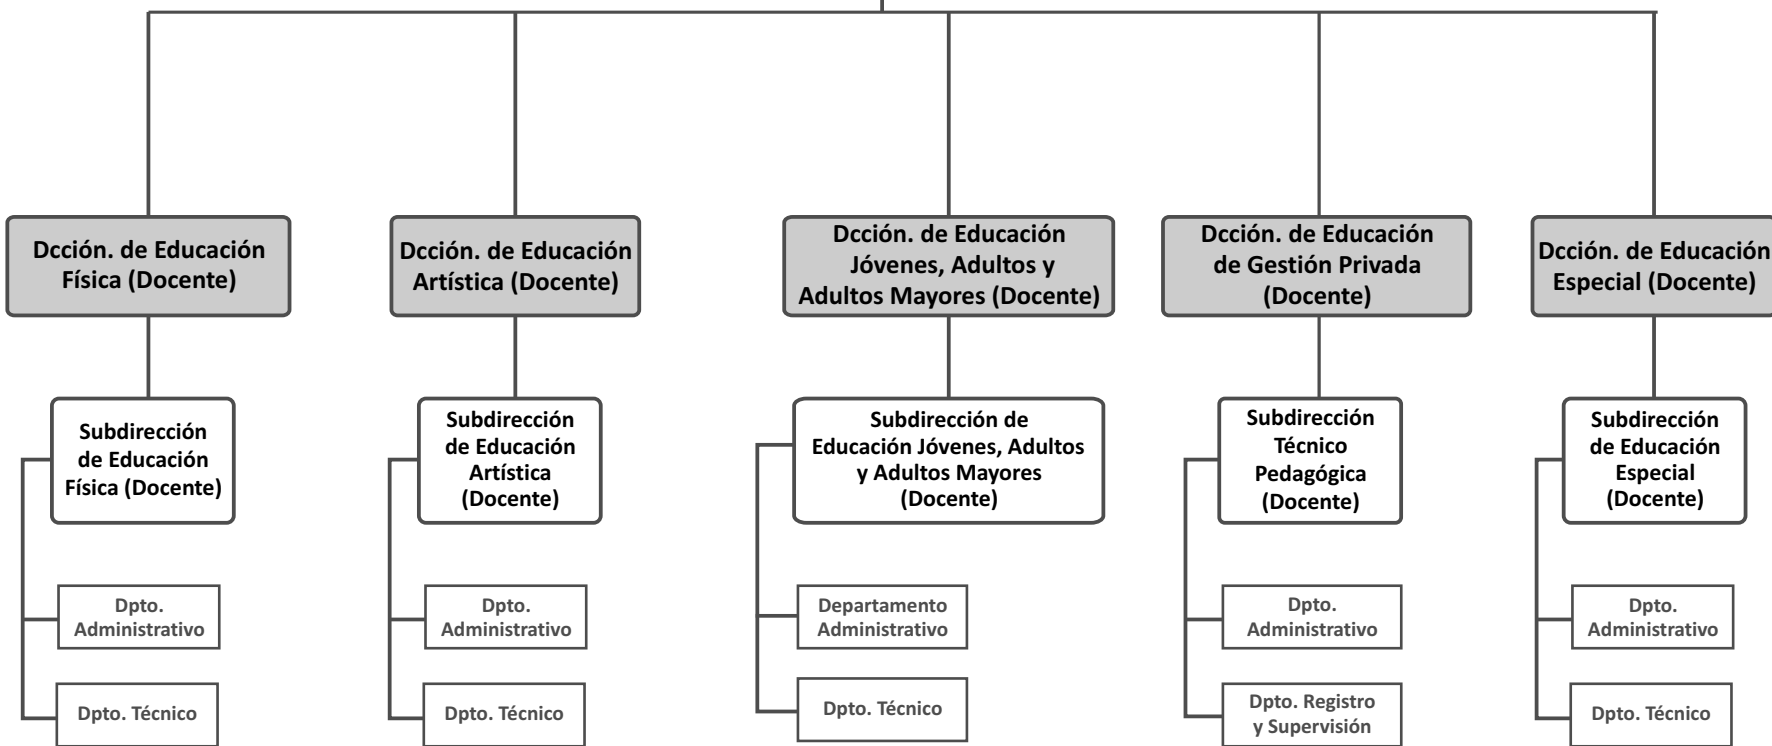 Dcción. de Educación
Física (Docente)
Dcción. de Educación
Artística (Docente)
Dcción. de Educación
Jóvenes, Adultos y
Adultos Mayores (Docente)
Dcción. de Educación
de Gestión Privada
(Docente)
Dcción. de Educación
Especial (Docente)
Subdirección
de Educación
Física (Docente)
Subdirección
de Educación
Artística
(Docente)
Subdirección de
Educación Jóvenes, Adultos
y Adultos Mayores
(Docente)
Subdirección
Técnico
Pedagógica
(Docente)
Subdirección
de Educación
Especial
(Docente)
Dpto.
Administrativo
Dpto.
Administrativo
Departamento
Administrativo
Dpto.
Administrativo
Dpto.
Administrativo
Dpto. Técnico
Dpto. Técnico
Dpto. Técnico
Dpto. Registro
y Supervisión
Dpto. Técnico